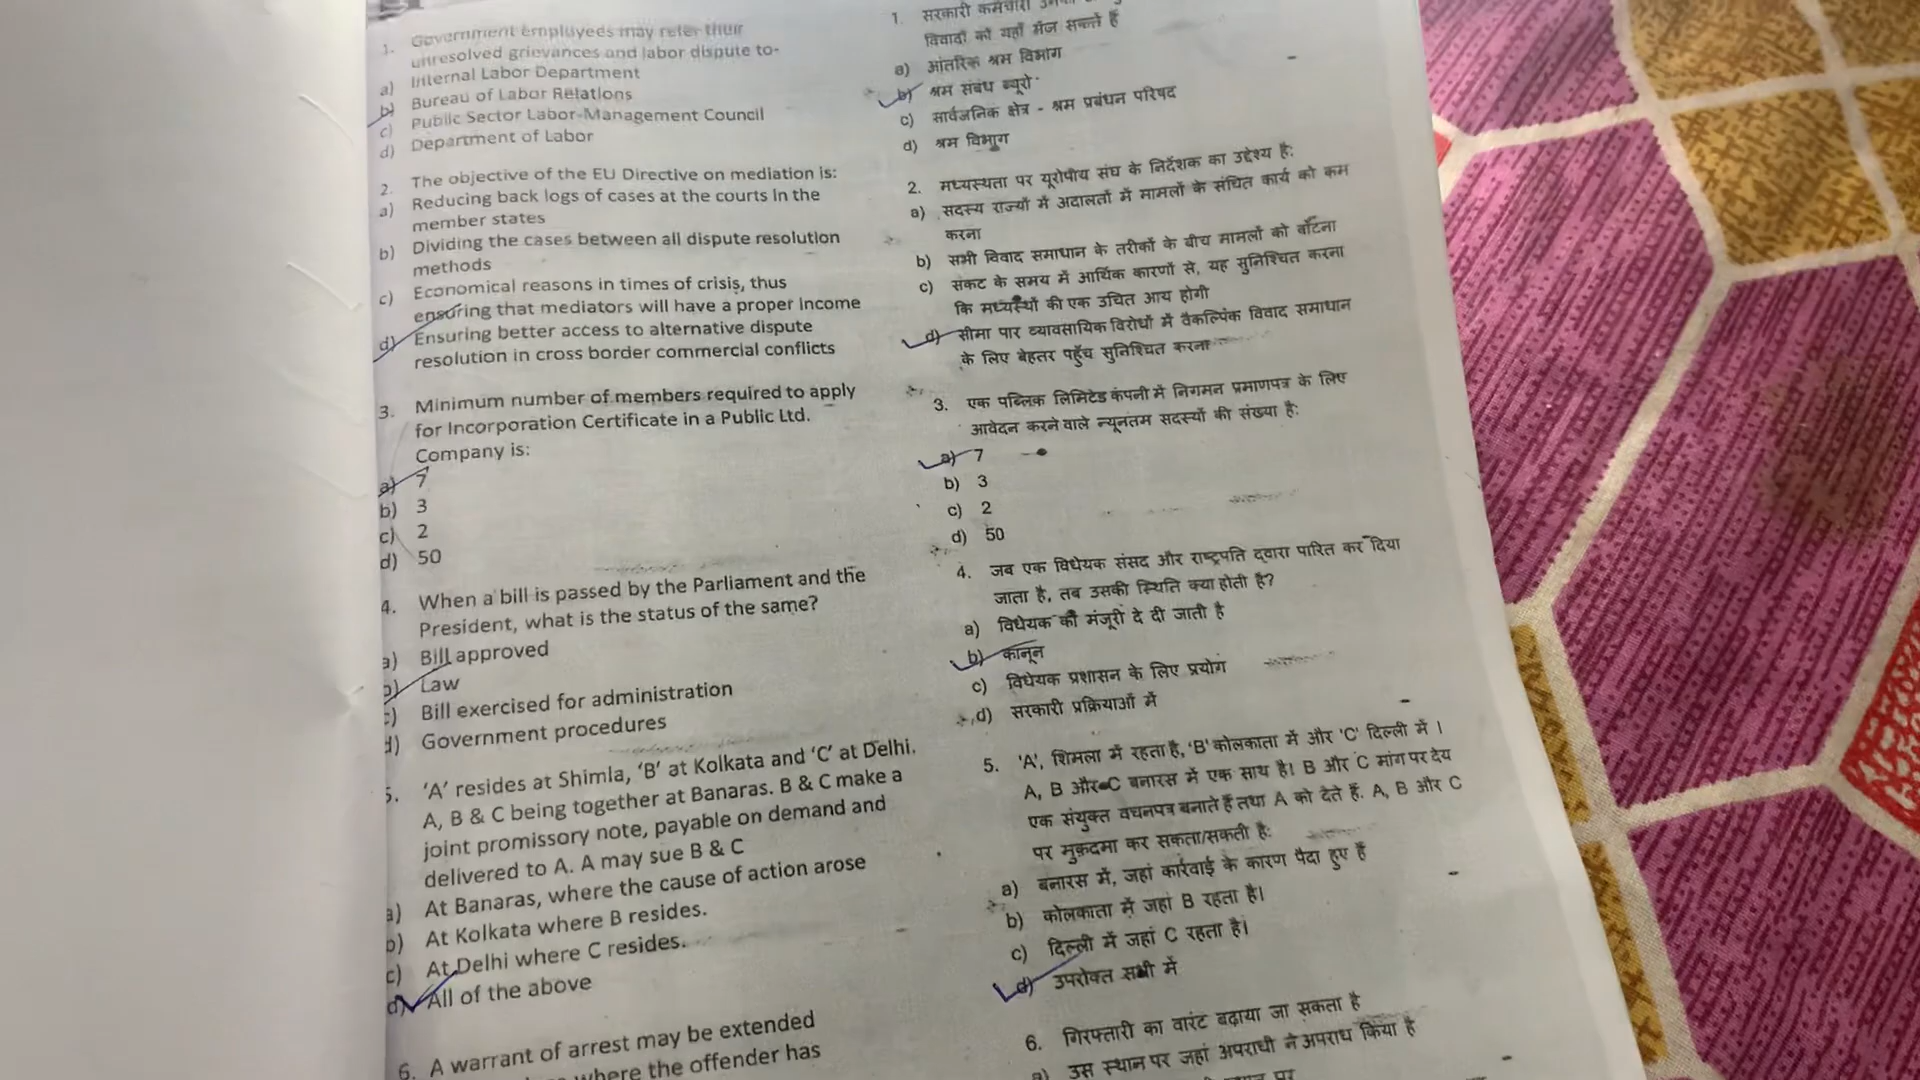 1. Government employees may refer their
unresolved grievances and labor dispute to-
a) Internal Labor Department
b) Bureau of Labor Relations
c) Public Sector Labor-Management Council
d) Department of Labor
2. The objective of the EU Directive on mediation is:
a) Reducing back logs of cases at the courts in the
member states
b) Dividing the cases between all dispute resolution
methods
c) Economical reasons in times of crisis, thus
ensuring that mediators will have a proper income
d) Ensuring better access to alternative dispute
resolution in cross border commercial conflicts
3. Minimum number of members required to apply
for Incorporation Certificate in a Public Ltd.
Company is:
a) 7
b) 3
c) 2
d) 50
4. When a bill is passed by the Parliament and the
President, what is the status of the same?
a) Bill approved
b) Law
c) Bill exercised for administration
d) Government procedures
5. ‘A’ resides at Shimla, ‘B’ at Kolkata and ‘C’ at Delhi.
A, B & C being together at Banaras. B & C make a
joint promissory note, payable on demand and
delivered to A. A may sue B & C
a) At Banaras, where the cause of action arose
b) At Kolkata where B resides.
c) At Delhi where C resides.
d) All of the above
6. A warrant of arrest may be extended
where the offender has
1. सरकारी कर्मचारी
विवादों को यहाँ भेज सकते हैं
a) आंतरिक श्रम विभाग
b) श्रम संबंध ब्यूरो
c) सार्वजनिक क्षेत्र - श्रम प्रबंधन परिषद
d) श्रम विभाग
2. मध्यस्थता पर यूरोपीय संघ के निर्देशक का उद्देश्य है:
a) सदस्य राज्यों में अदालतों में मामलों के संचित कार्य को कम
करना
b) सभी विवाद समाधान के तरीकों के बीच मामलों को बाँटना
c) संकट के समय में आर्थिक कारणों से, यह सुनिश्चित करना
कि मध्यस्थों की एक उचित आय होगी
d) सीमा पार व्यावसायिक विरोधों में वैकल्पिक विवाद समाधान
के लिए बेहतर पहुँच सुनिश्चित करना
3. एक पब्लिक लिमिटेड कंपनी में निगमन प्रमाणपत्र के लिए
आवेदन करने वाले न्यूनतम सदस्यों की संख्या है:
a) 7
b) 3
c) 2
d) 50
4. जब एक विधेयक संसद और राष्ट्रपति द्वारा पारित कर दिया
जाता है, तब उसकी स्थिति क्या होती है?
a) विधेयक को मंजूरी दे दी जाती है
b) कानून
c) विधेयक प्रशासन के लिए प्रयोग
d) सरकारी प्रक्रियाओं में
5. 'A', शिमला में रहता है, 'B' कोलकाता में और 'C' दिल्ली में ।
A, B और C बनारस में एक साथ है। B और C मांग पर देय
एक संयुक्त वचनपत्र बनाते हैं तथा A को देते हैं. A, B और C
पर मुक़दमा कर सकता/सकती है:
a) बनारस में, जहां कार्रवाई के कारण पैदा हुए हैं
b) कोलकाता में जहां B रहता है।
c) दिल्ली में जहां C रहता है।
d) उपरोक्त सभी में
6. गिरफ्तारी का वारंट बढ़ाया जा सकता है
a) उस स्थान पर जहां अपराधी ने अपराध किया है
पर